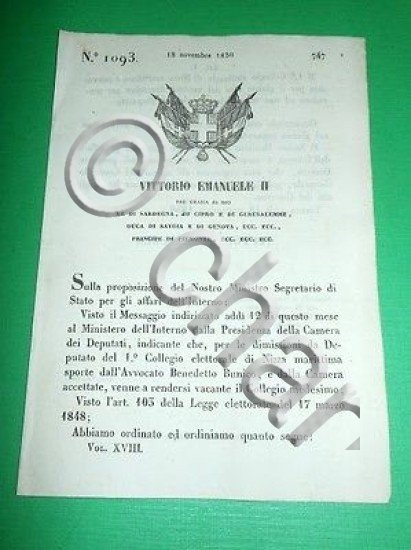 N.º 1093. 18 novembre 1850 747
VITTORIO EMANUELE II
PER GRAZIA DI DIO
RE DI SARDEGNA, DI CIPRO E DI GERUSALEMME,
DUCA DI SAVOIA E DI GENOVA, ECC. ECC.,
PRINCIPE DI PIEMONTE, ECC. ECC. ECC.
Sulla proposizione del Nostro Ministro Segretario di
Stato per gli affari dell'Interno;
Visto il Messaggio indirizzato addì 12 di questo mese
al Ministero dell'Interno dalla Presidenza della Camera
dei Deputati, indicante che, per le dimissioni da De-
putato del 1.º Collegio elettorale di Nizza marittima
sporte dall'Avvocato Benedetto Bunico, e dalla Camera
accettate, venne a rendersi vacante il Collegio medesimo;
Visto l'art. 105 della Legge elettorale del 17 marzo
1848;
Abbiamo ordinato ed ordiniamo quanto segue:
Vol. XVIII.
© char